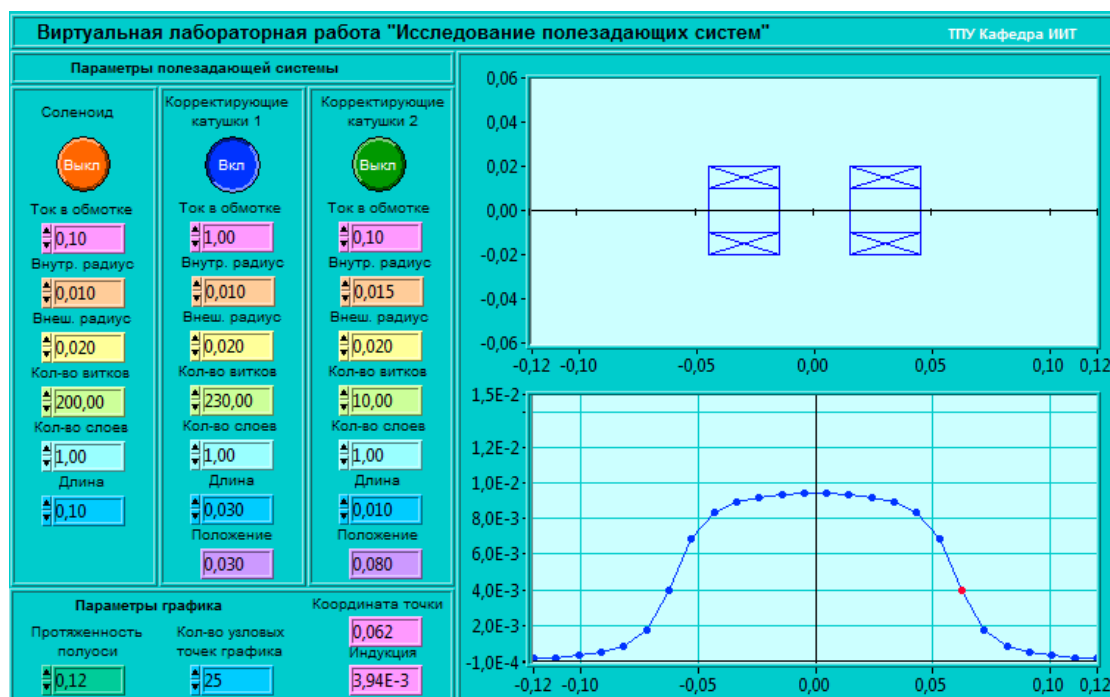 Виртуальная лабораторная работа "Исследование полезадающих систем"
ТПУ Кафедра ИИТ
Параметры полезадающей системы
Соленоид
Выкл
Ток в обмотке
0,10
Внутр. радиус
0,010
Внеш. радиус
0,020
Кол-во витков
200,00
Кол-во слоев
1,00
Длина
0,10
Корректирующие
катушки 1
Вкл
Ток в обмотке
1,00
Внутр. радиус
0,010
Внеш. радиус
0,020
Кол-во витков
230,00
Кол-во слоев
1,00
Длина
0,030
Положение
0,030
Корректирующие
катушки 2
Выкл
Ток в обмотке
0,10
Внутр. радиус
0,015
Внеш. радиус
0,020
Кол-во витков
10,00
Кол-во слоев
1,00
Длина
0,010
Положение
0,080
Параметры графика
Протяженность
полуоси
0,12
Кол-во узловых
точек графика
25
Координата точки
0,062
Индукция
3,94E-3
0,06
0,04
0,02
0,00
-0,02
-0,04
-0,06
-0,12 -0,10 -0,05 0,00 0,05 0,10 0,12
1,5E-2
1,2E-2
1,0E-2
8,0E-3
6,0E-3
4,0E-3
2,0E-3
-1,0E-4
-0,12 -0,10 -0,05 0,00 0,05 0,10 0,12